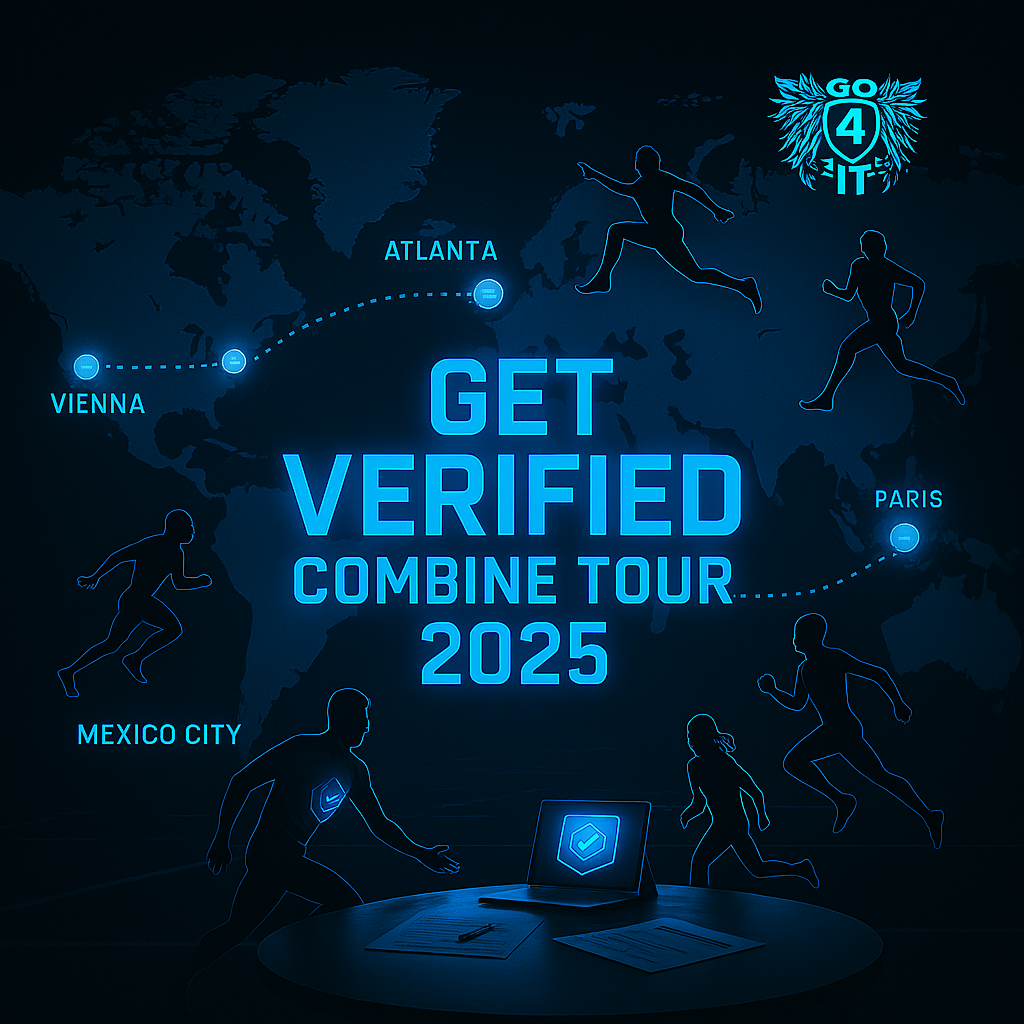 GO
4
IT
ATLANTA
VIENNA
GET
VERIFIED
COMBINE TOUR
2025
PARIS
MEXICO CITY